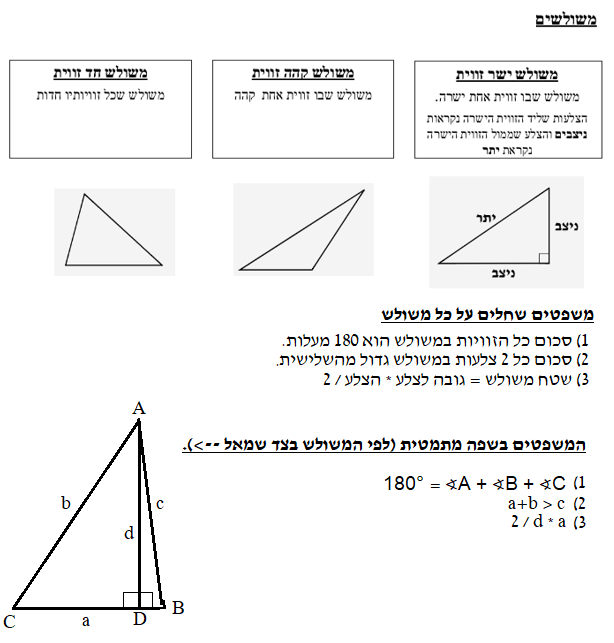 משולשים
משולש ישר זווית
משולש שבו זווית אחת ישרה.
הצלעות שליד הזווית הישרה נקראות
ניצבים והצלע שממול הזווית הישרה
נקראת יתר
משולש קהה זווית
משולש שבו זווית אחת קהה
משולש חד זווית
משולש שכל זוויותיו חדות
יתר
ניצב
ניצב
משפטים שחלים על כל משולש
1) סכום כל הזוויות במשולש הוא 180 מעלות.
2) סכום כל 2 צלעות במשולש גדול מהשלישית.
3) שטח משולש = גובה לצלע * הצלע / 2
המשפטים בשפה מתמטית (לפי המשולש בצד שמאל -->).
1) 180° = ∢A + ∢B + ∢C
2) a+b > c
3) 2 / d * a
A
b
c
d
C
a
D
B